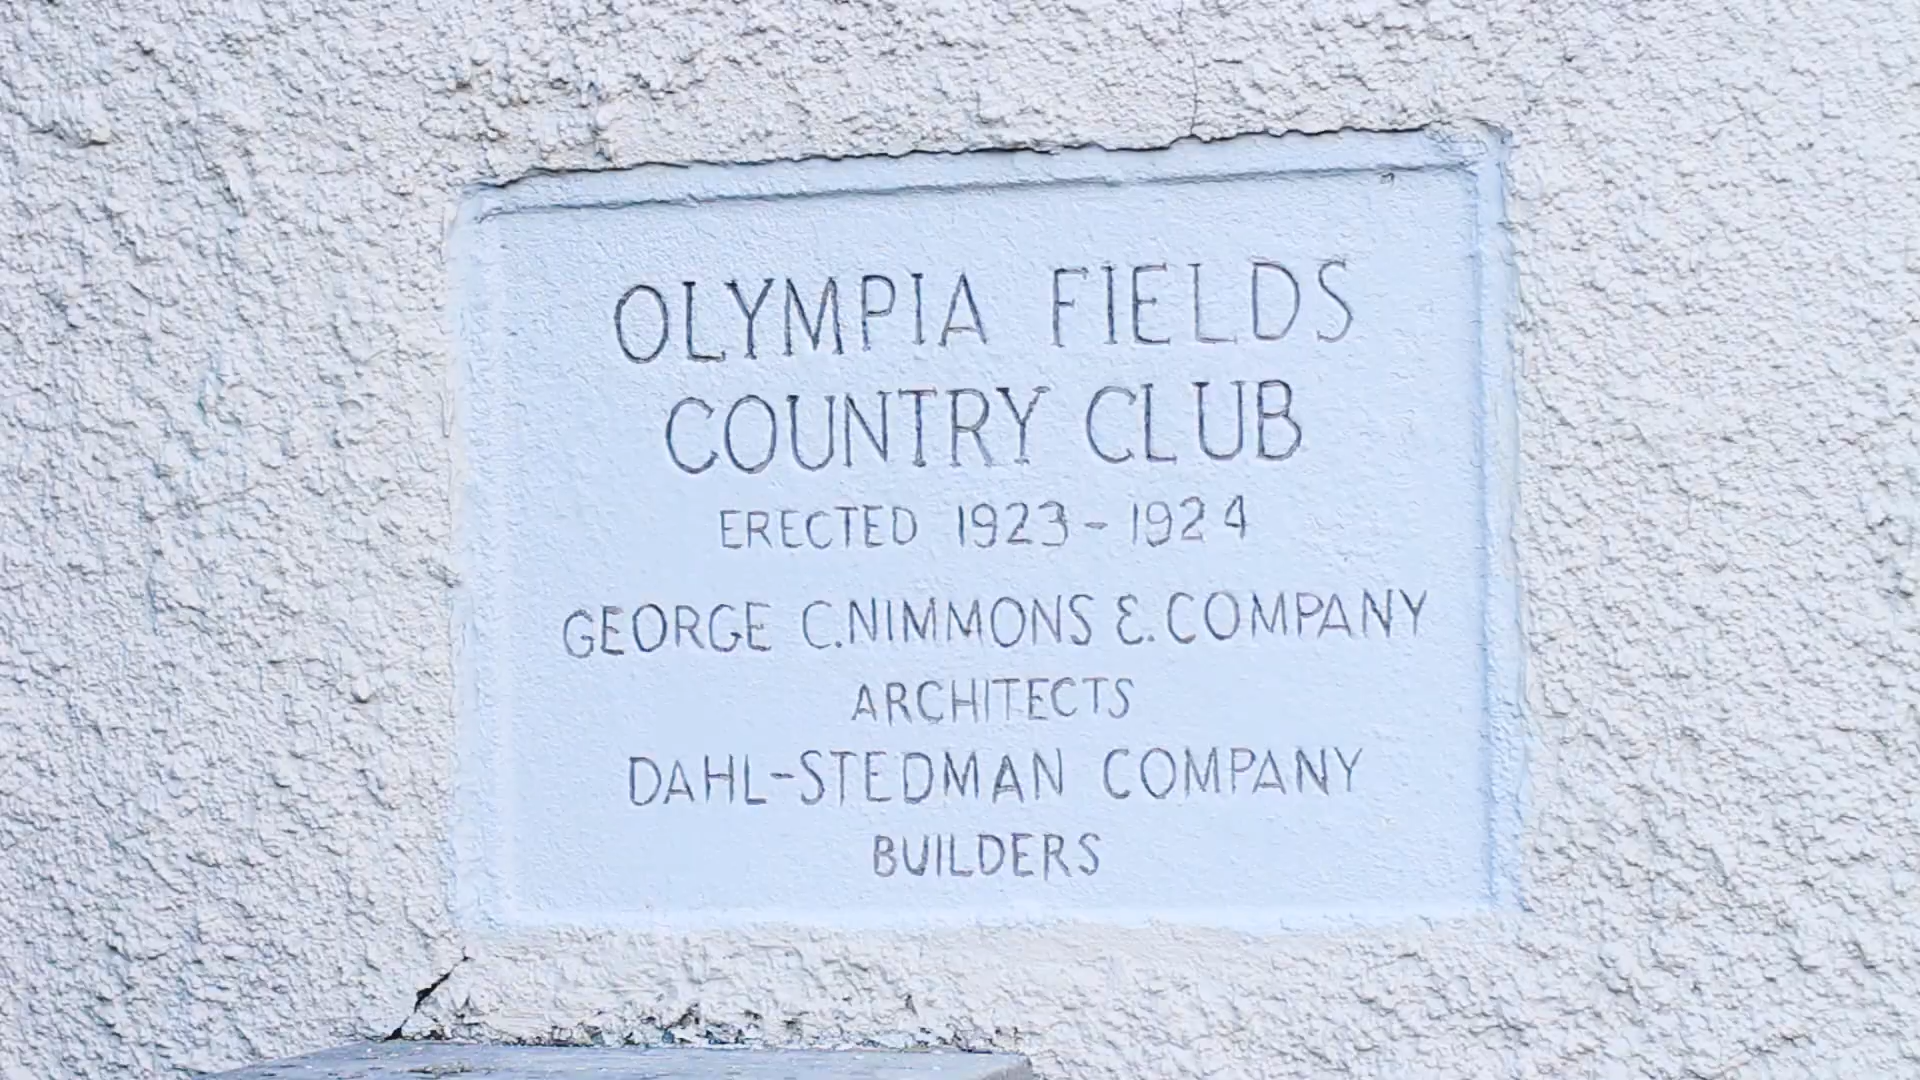 OLYMPIA FIELDS
COUNTRY CLUB
ERECTED 1923-1924
GEORGE C. NIMMONS &. COMPANY
ARCHITECTS
DAHL-STEDMAN COMPANY
BUILDERS